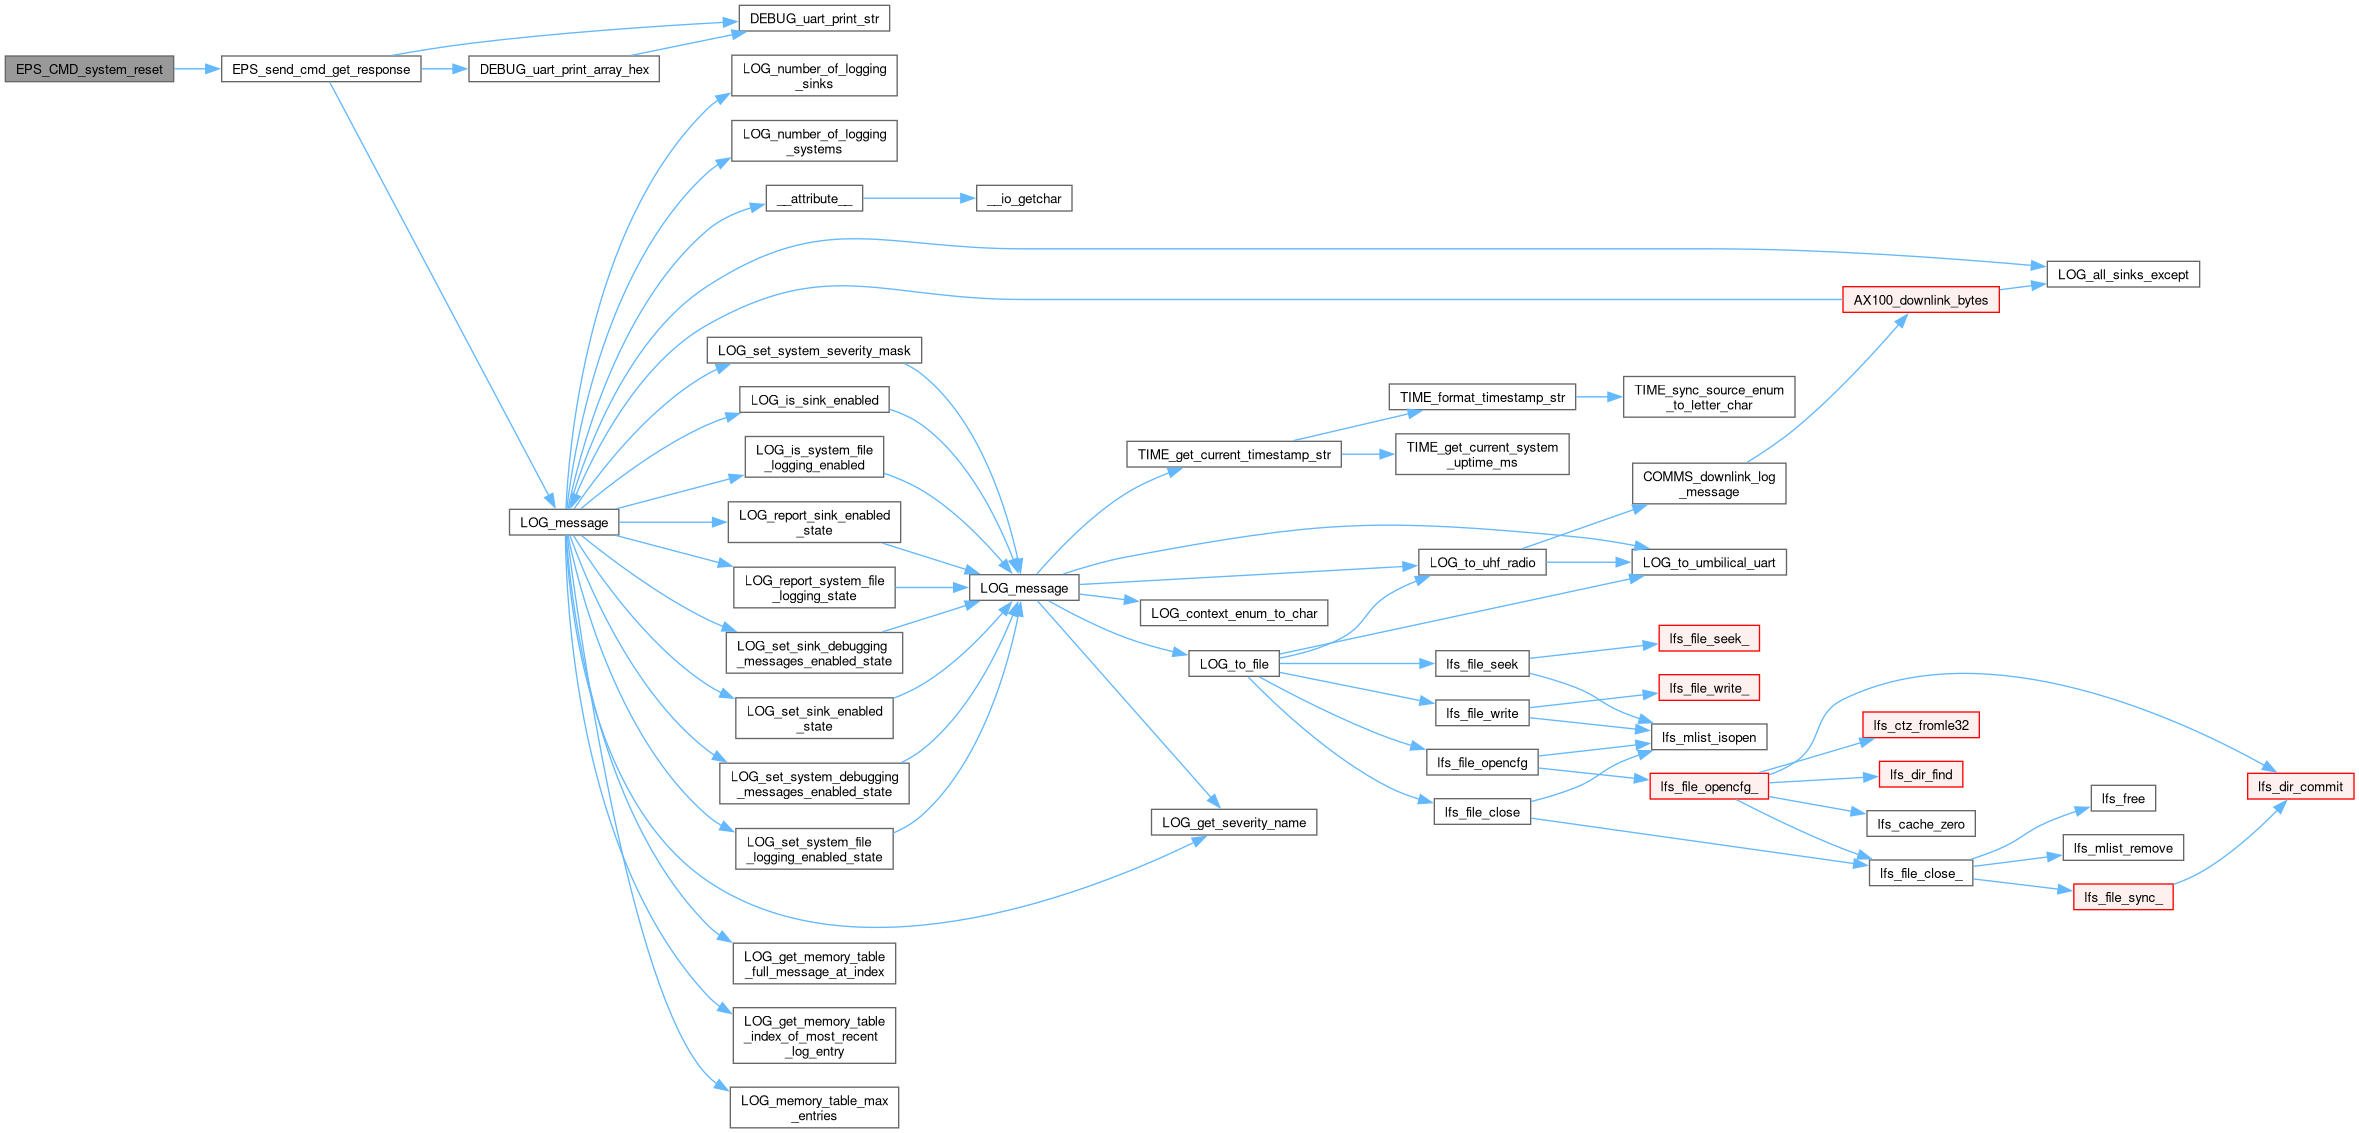 EPS_CMD_system_reset
EPS_send_cmd_get_response
DEBUG_uart_print_str
DEBUG_uart_print_array_hex
LOG_message
LOG_number_of_logging
_sinks
LOG_number_of_logging
_systems
__attribute__
__io_getchar
LOG_all_sinks_except
AX100_downlink_bytes
LOG_set_system_severity_mask
LOG_is_sink_enabled
LOG_is_system_file
_logging_enabled
LOG_report_sink_enabled
_state
LOG_report_system_file
_logging_state
LOG_set_sink_debugging
_messages_enabled_state
LOG_set_sink_enabled
_state
LOG_set_system_debugging
_messages_enabled_state
LOG_set_system_file
_logging_enabled_state
LOG_get_memory_table
_full_message_at_index
LOG_get_memory_table
_index_of_most_recent
_log_entry
LOG_memory_table_max
_entries
LOG_message
TIME_get_current_timestamp_str
TIME_format_timestamp_str
TIME_sync_source_enum
_to_letter_char
TIME_get_current_system
_uptime_ms
COMMS_downlink_log
_message
LOG_to_uhf_radio
LOG_to_umbilical_uart
LOG_context_enum_to_char
LOG_to_file
LOG_get_severity_name
lfs_file_seek
lfs_file_seek_
lfs_file_write
lfs_file_write_
lfs_mlist_isopen
lfs_file_opencfg
lfs_file_opencfg_
lfs_file_close
lfs_ctz_fromle32
lfs_dir_find
lfs_cache_zero
lfs_file_close_
lfs_free
lfs_mlist_remove
lfs_file_sync_
lfs_dir_commit